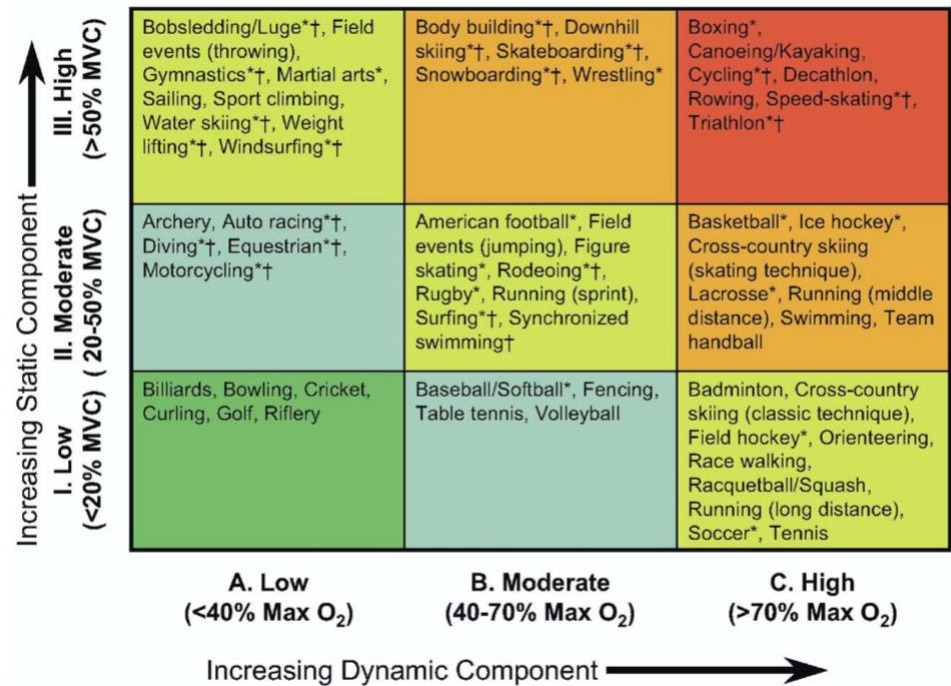 Increasing Static Component
III. High
(>50% MVC)
Bobsledding/Luge*†, Field
events (throwing),
Gymnastics*†, Martial arts*,
Sailing, Sport climbing,
Water skiing*†, Weight
lifting*†, Windsurfing*†
Body building*†, Downhill
skiing*†, Skateboarding*†,
Snowboarding*†, Wrestling*
Boxing*,
Canoeing/Kayaking,
Cycling*†, Decathlon,
Rowing, Speed-skating*†,
Triathlon*†
II. Moderate
( 20-50% MVC)
Archery, Auto racing*†,
Diving*†, Equestrian*†,
Motorcycling*†
American football*, Field
events (jumping), Figure
skating*, Rodeoing*†,
Rugby*, Running (sprint),
Surfing*†, Synchronized
swimming†
Basketball*, Ice hockey*,
Cross-country skiing
(skating technique),
Lacrosse*, Running (middle
distance), Swimming, Team
handball
I. Low
(<20% MVC)
Billiards, Bowling, Cricket,
Curling, Golf, Riflery
Baseball/Softball*, Fencing,
Table tennis, Volleyball
Badminton, Cross-country
skiing (classic technique),
Field hockey*, Orienteering,
Race walking,
Racquetball/Squash,
Running (long distance),
Soccer*, Tennis
A. Low
(<40% Max O₂)
B. Moderate
(40-70% Max O₂)
C. High
(>70% Max O₂)
Increasing Dynamic Component